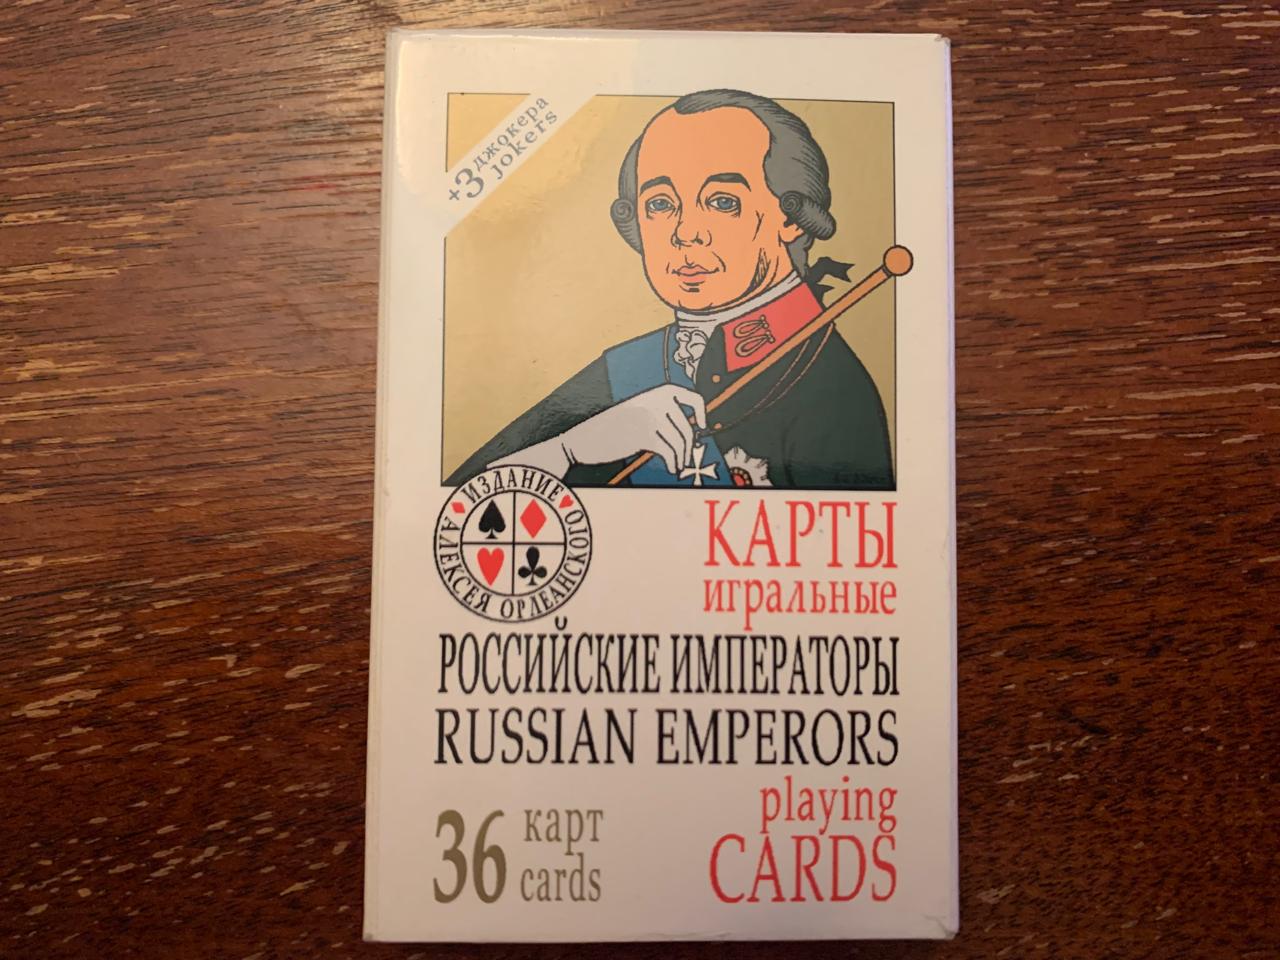 +3 джокера
jokers
ИЗДАНИЕ
АЛЕКСЕЯ ОРЛЕАНСКОГО
КАРТЫ
игральные
РОССИЙСКИЕ ИМПЕРАТОРЫ
RUSSIAN EMPERORS
36 карт
cards
playing
CARDS